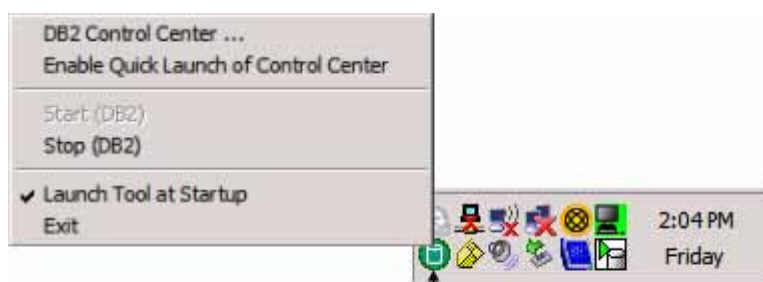 DB2 Control Center ...
Enable Quick Launch of Control Center
Start (DB2)
Stop (DB2)
Launch Tool at Startup
Exit
2:04 PM
Friday